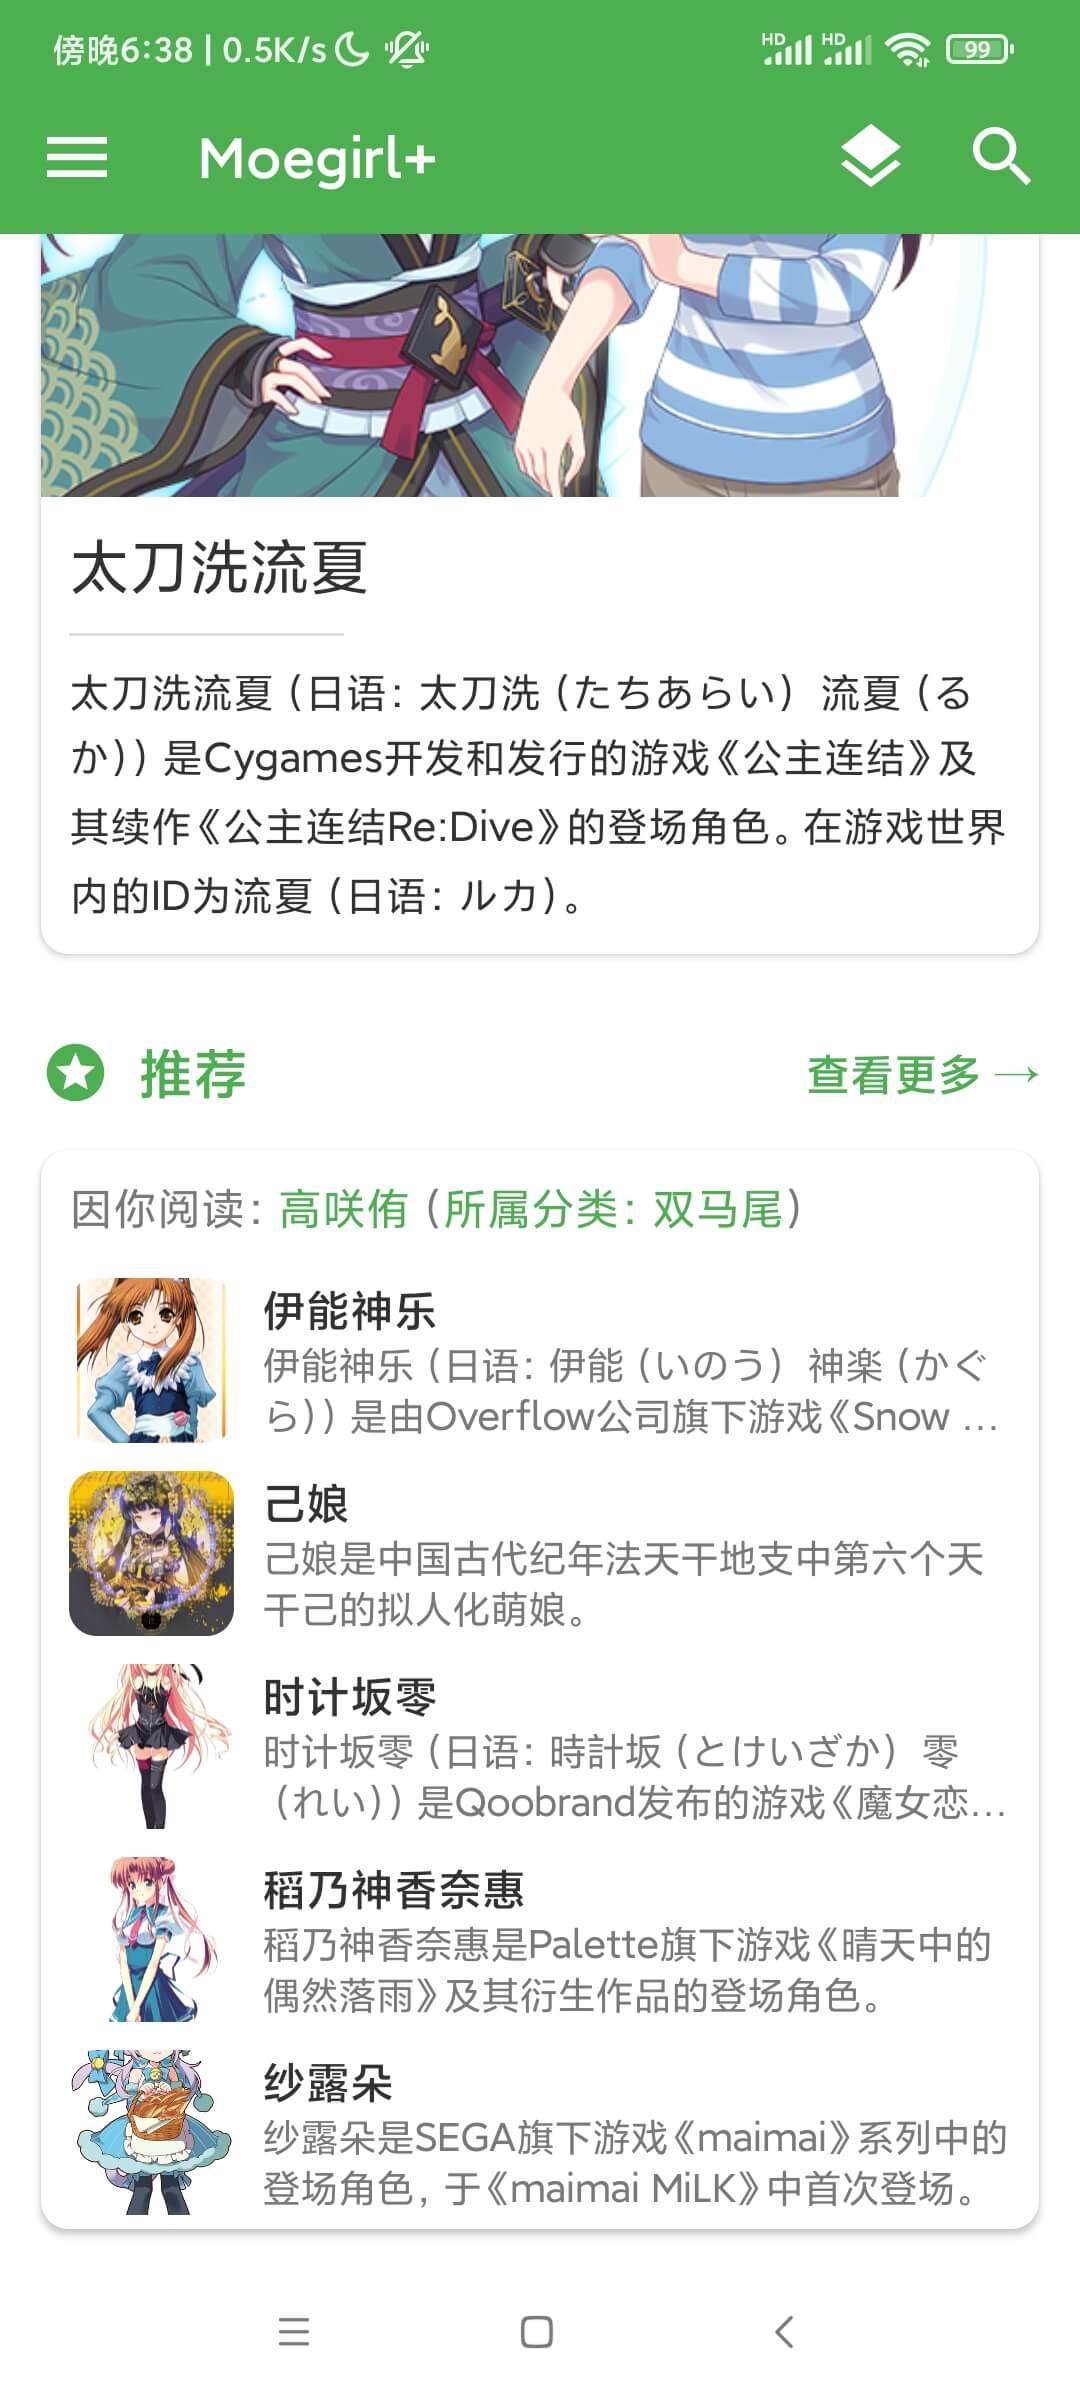 傍晚6:38 | 0.5K/s
HD HD 99
Moegirl+
太刀洗流夏
太刀洗流夏（日语：太刀洗（たちあらい） 流夏（る
か））是Cygames开发和发行的游戏《公主连结》及
其续作《公主连结Re:Dive》的登场角色。在游戏世界
内的ID为流夏（日语：ルカ）。
推荐
查看更多 →
因你阅读：高咲侑（所属分类：双马尾）
伊能神乐
伊能神乐（日语：伊能（いのう） 神楽（かぐ
ら））是由Overflow公司旗下游戏《Snow ...
己娘
己娘是中国古代纪年法天干地支中第六个天
干己的拟人化萌娘。
时计坂零
时计坂零（日语：時計坂（とけいざか） 零
（れい））是Qoobrand发布的游戏《魔女恋...
稻乃神香奈惠
稻乃神香奈惠是Palette旗下游戏《晴天中的
偶然落雨》及其衍生作品的登场角色。
纱露朵
纱露朵是SEGA旗下游戏《maimai》系列中的
登场角色，于《maimai MiLK》中首次登场。